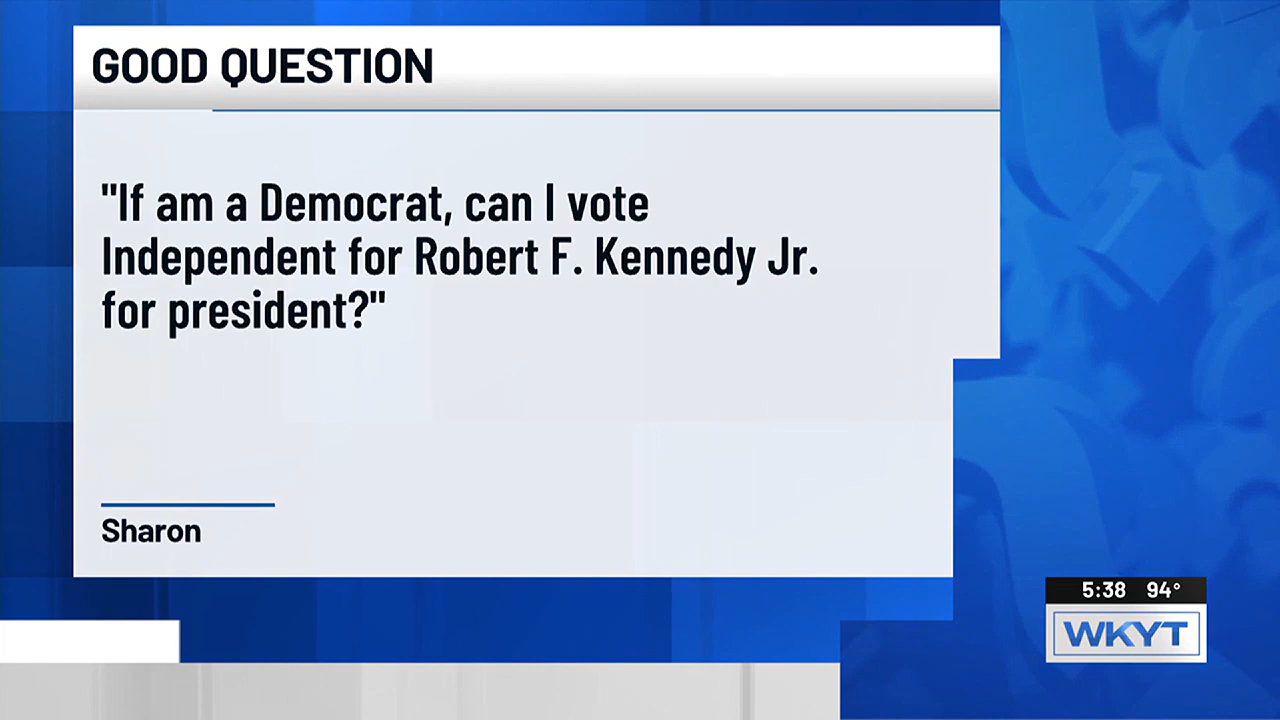 GOOD QUESTION
"If am a Democrat, can I vote
Independent for Robert F. Kennedy Jr.
for president?"
Sharon
5:38 94°
WKYT